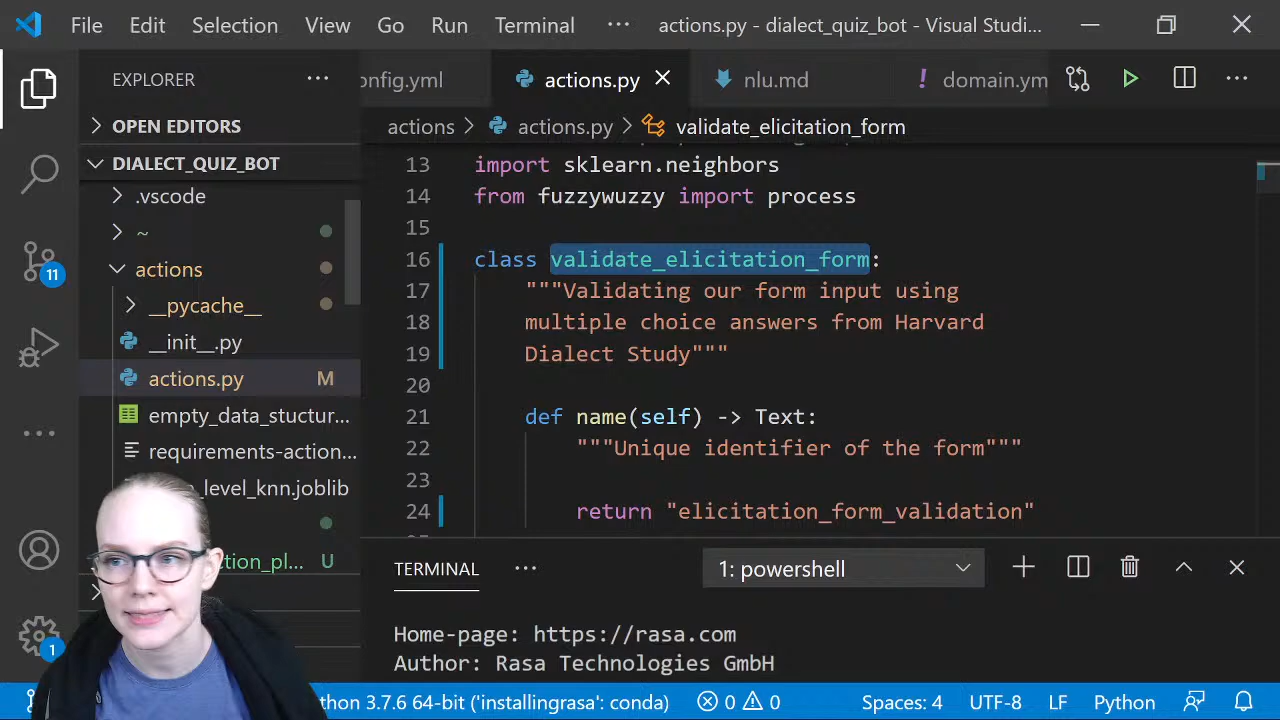 File Edit Selection View Go Run Terminal ··· actions.py - dialect_quiz_bot - Visual Studi...
EXPLORER ···
onfig.yml actions.py nlu.md domain.ym ···
OPEN EDITORS
actions > actions.py > validate_elicitation_form
DIALECT_QUIZ_BOT
.vscode
~
actions
__pycache__
__init__.py
actions.py M
empty_data_stuctur...
requirements-action...
_level_knn.joblib
ction_pl... U
11
1
13 import sklearn.neighbors
14 from fuzzywuzzy import process
15
16 class validate_elicitation_form:
17 """Validating our form input using
18 multiple choice answers from Harvard
19 Dialect Study"""
20
21 def name(self) -> Text:
22 """Unique identifier of the form"""
23
24 return "elicitation_form_validation"
TERMINAL ··· 1: powershell
Home-page: https://rasa.com
Author: Rasa Technologies GmbH
thon 3.7.6 64-bit ('installingrasa': conda) 0 0 Spaces: 4 UTF-8 LF Python